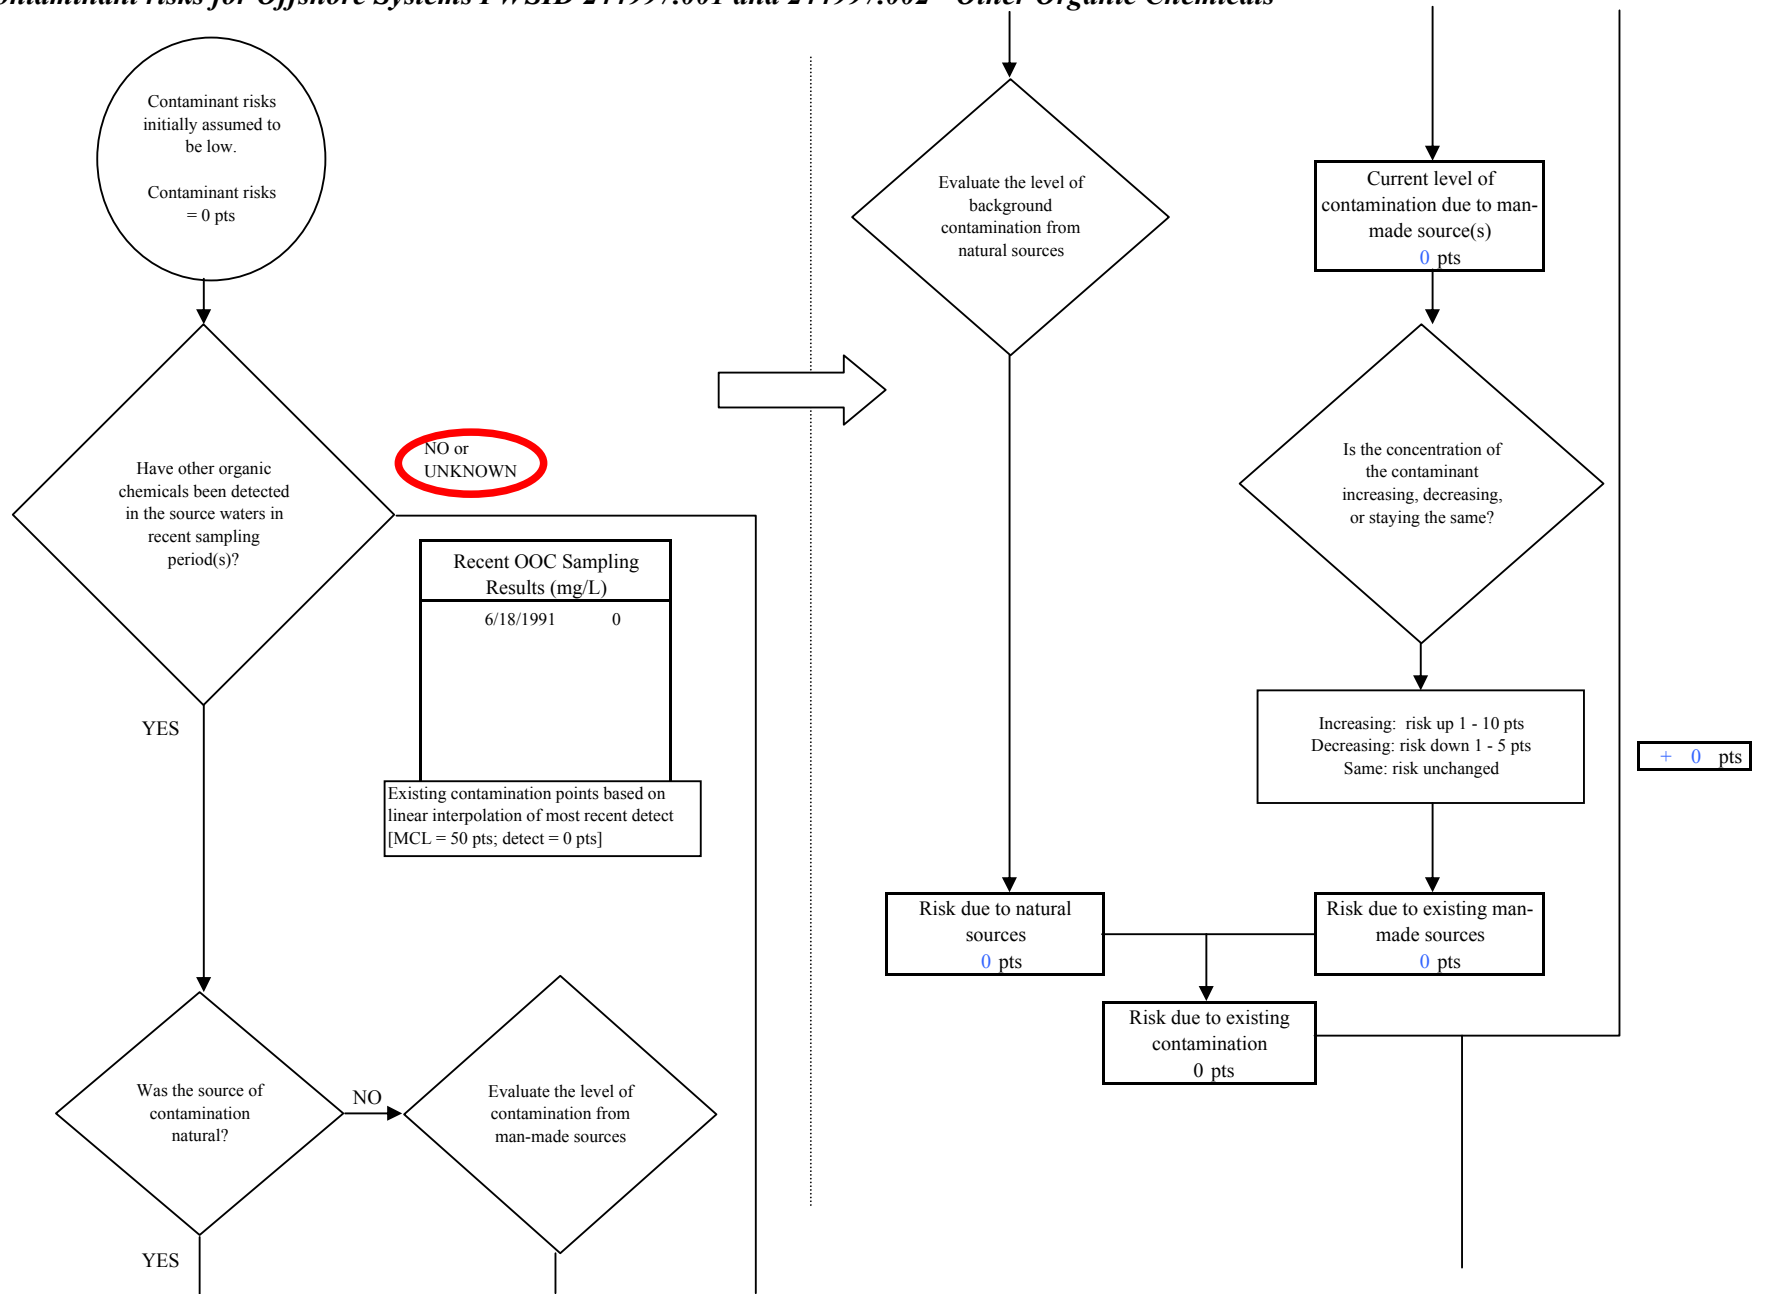 Contaminant risks
initially assumed to
be low.
Contaminant risks
= 0 pts
Have other organic
chemicals been detected
in the source waters in
recent sampling
period(s)?
NO or
UNKNOWN
Recent OOC Sampling
Results (mg/L)
6/18/1991 0
YES
Existing contamination points based on
linear interpolation of most recent detect
[MCL = 50 pts; detect = 0 pts]
Was the source of
contamination
natural?
NO
Evaluate the level of
contamination from
man-made sources
YES
Evaluate the level of
background
contamination from
natural sources
Current level of
contamination due to man-
made source(s)
0 pts
Is the concentration of
the contaminant
increasing, decreasing,
or staying the same?
Increasing: risk up 1 - 10 pts
Decreasing: risk down 1 - 5 pts
Same: risk unchanged
+ 0 pts
Risk due to natural
sources
0 pts
Risk due to existing man-
made sources
0 pts
Risk due to existing
contamination
0 pts